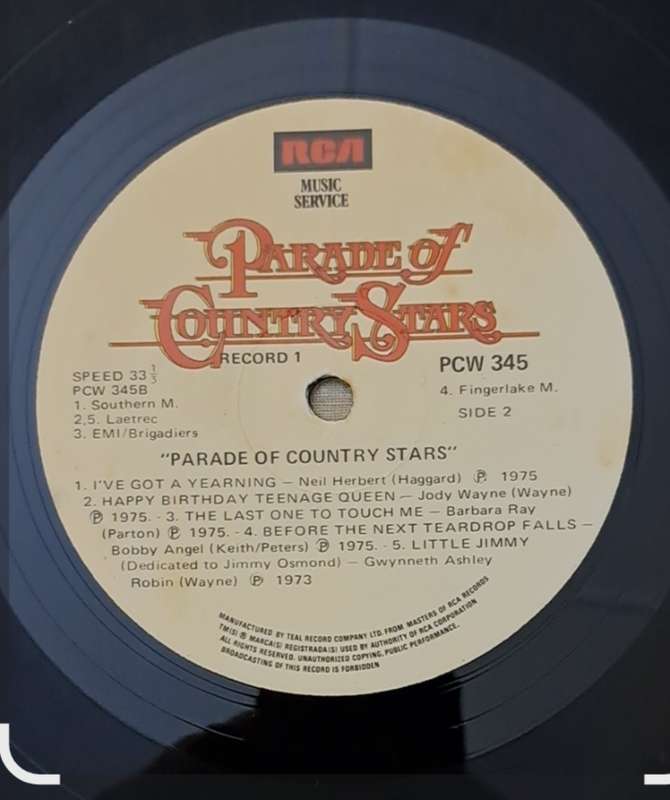 RCA
MUSIC
SERVICE
PARADE OF
COUNTRY STARS
RECORD 1
SPEED 33 1/3
PCW 345B
1. Southern M.
2,5. Laetrec
3. EMI/Brigadiers
PCW 345
4. Fingerlake M.
SIDE 2
"PARADE OF COUNTRY STARS"
1. I'VE GOT A YEARNING — Neil Herbert (Haggard) Ⓟ 1975
2. HAPPY BIRTHDAY TEENAGE QUEEN — Jody Wayne (Wayne)
Ⓟ 1975. - 3. THE LAST ONE TO TOUCH ME — Barbara Ray
(Parton) Ⓟ 1975. - 4. BEFORE THE NEXT TEARDROP FALLS —
Bobby Angel (Keith/Peters) Ⓟ 1975. - 5. LITTLE JIMMY
(Dedicated to Jimmy Osmond) — Gwynneth Ashley
Robin (Wayne) Ⓟ 1973
MANUFACTURED BY TEAL RECORD COMPANY LTD. FROM MASTERS OF RCA RECORDS
TM(S) ® MARCA(S) REGISTRADA(S) USED BY AUTHORITY OF RCA CORPORATION
ALL RIGHTS RESERVED. UNAUTHORIZED COPYING, PUBLIC PERFORMANCE,
BROADCASTING OF THIS RECORD IS FORBIDDEN